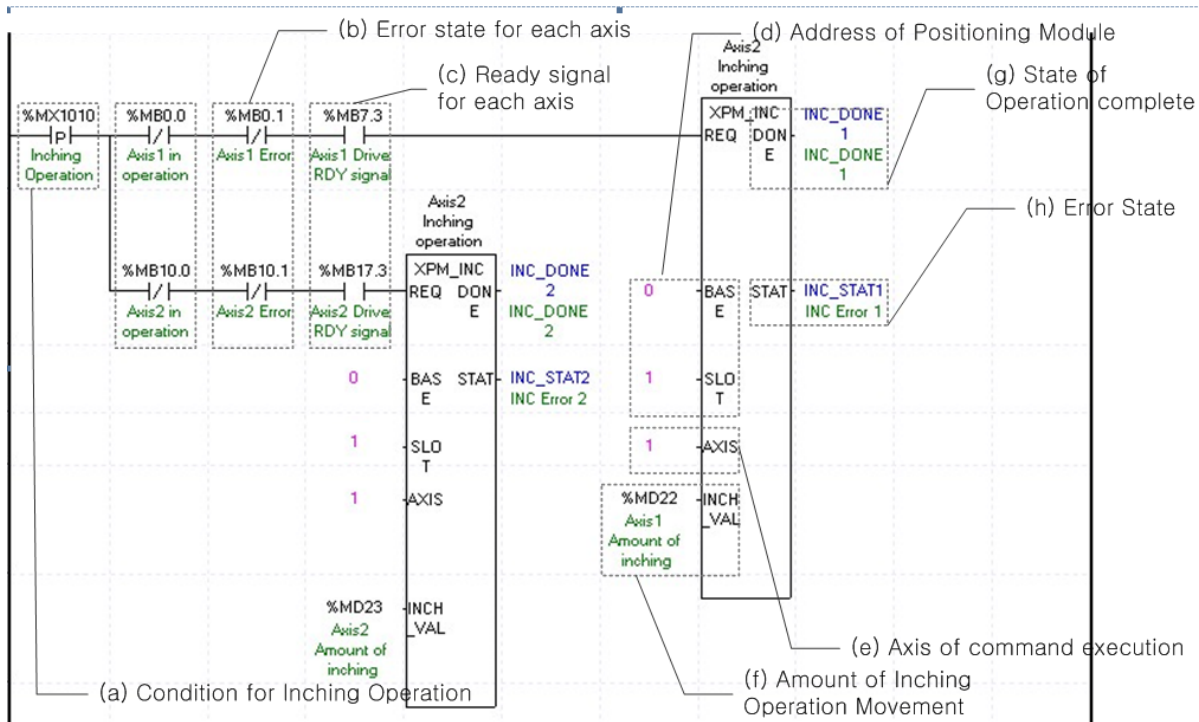 (b) Error state for each axis
(d) Address of Positioning Module
(c) Ready signal
for each axis
Axis2
Inching
operation
(g) State of
Operation complete
%MX1010
P
Inching
Operation
%MB0.0
Axis1 in
operation
%MB0.1
Axis1 Error
%MB7.3
Axis1 Drive
RDY signal
XPM_INC
REQ DON
E
INC_DONE
1
INC_DONE
1
(h) Error State
Axis2
Inching
operation
%MB10.0
Axis2 in
operation
%MB10.1
Axis2 Error
%MB17.3
Axis2 Drive
RDY signal
XPM_INC
REQ DON
E
INC_DONE
2
INC_DONE
2
0
BAS
E
STAT
INC_STAT1
INC Error 1
0
BAS
E
STAT
INC_STAT2
INC Error 2
1
SLO
T
1
SLO
T
1
AXIS
1
AXIS
%MD22
Axis1
Amount of
inching
INCH
_VAL
%MD23
Axis2
Amount of
inching
INCH
_VAL
(e) Axis of command execution
(f) Amount of Inching
Operation Movement
(a) Condition for Inching Operation